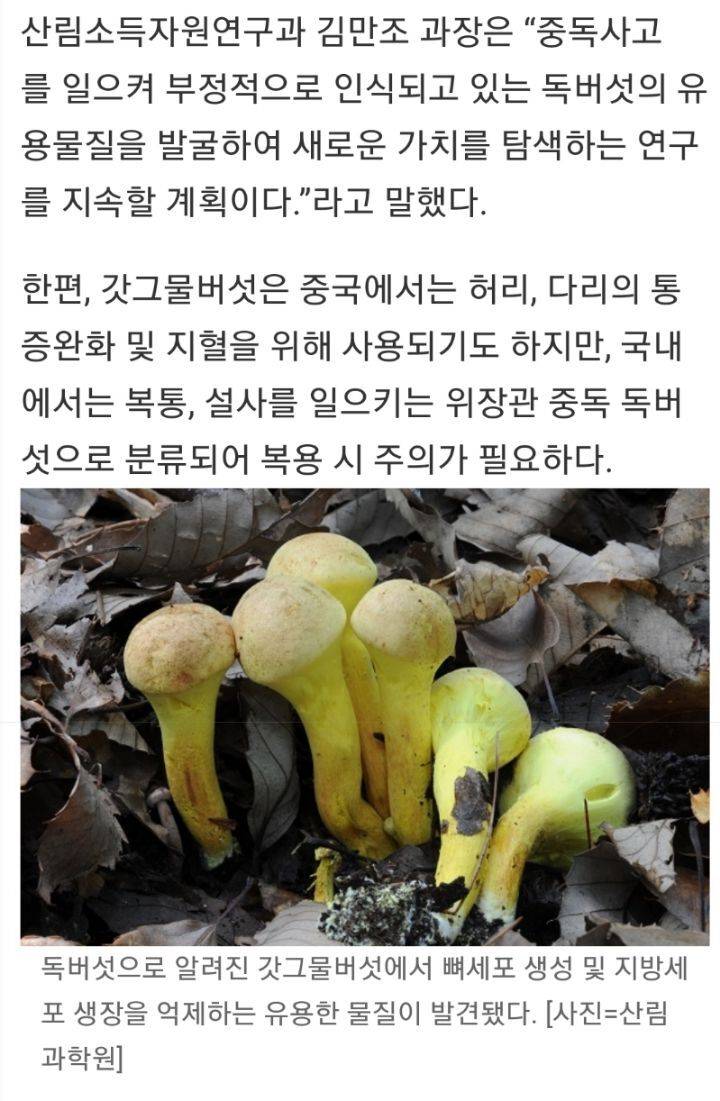 산림소득자원연구과 김만조 과장은 “중독사고
를 일으켜 부정적으로 인식되고 있는 독버섯의 유
용물질을 발굴하여 새로운 가치를 탐색하는 연구
를 지속할 계획이다.”라고 말했다.
한편, 갓그물버섯은 중국에서는 허리, 다리의 통
증완화 및 지혈을 위해 사용되기도 하지만, 국내
에서는 복통, 설사를 일으키는 위장관 중독 독버
섯으로 분류되어 복용 시 주의가 필요하다.
독버섯으로 알려진 갓그물버섯에서 뼈세포 생성 및 지방세
포 생장을 억제하는 유용한 물질이 발견됐다. [사진=산림
과학원]